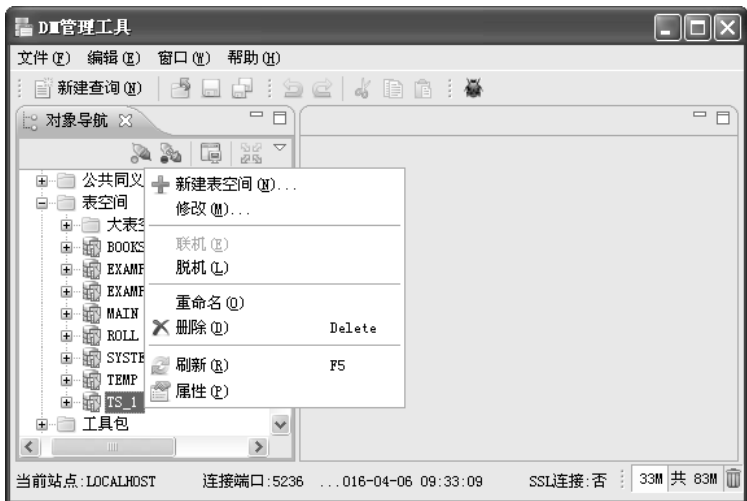 DM管理工具
文件(F) 编辑(E) 窗口(W) 帮助(H)
新建查询(N)
对象导航
公共同义
表空间
大表空
BOOKS
EXAMP
EXAMP
MAIN
ROLL
SYSTE
TEMP
TS_1
工具包
新建表空间(N)...
修改(M)...
联机(E)
脱机(L)
重命名(O)
删除(D) Delete
刷新(R) F5
属性(P)
当前站点:LOCALHOST 连接端口:5236 ...016-04-06 09:33:09 SSL连接:否 33M 共 83M